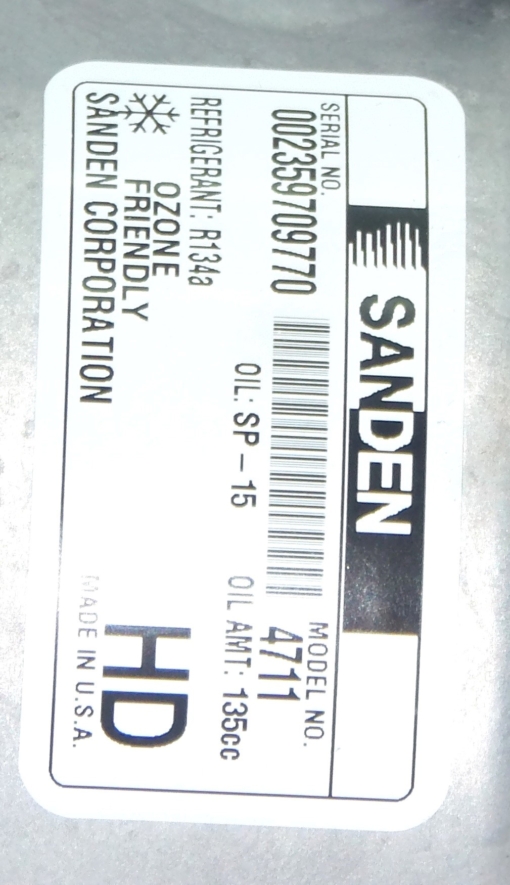 SANDEN
SERIAL NO.
002359709770
MODEL NO.
4711
REFRIGERANT: R134a
OIL: SP-15
OIL AMT: 135cc
OZONE
FRIENDLY
HD
SANDEN CORPORATION
MADE IN U.S.A.